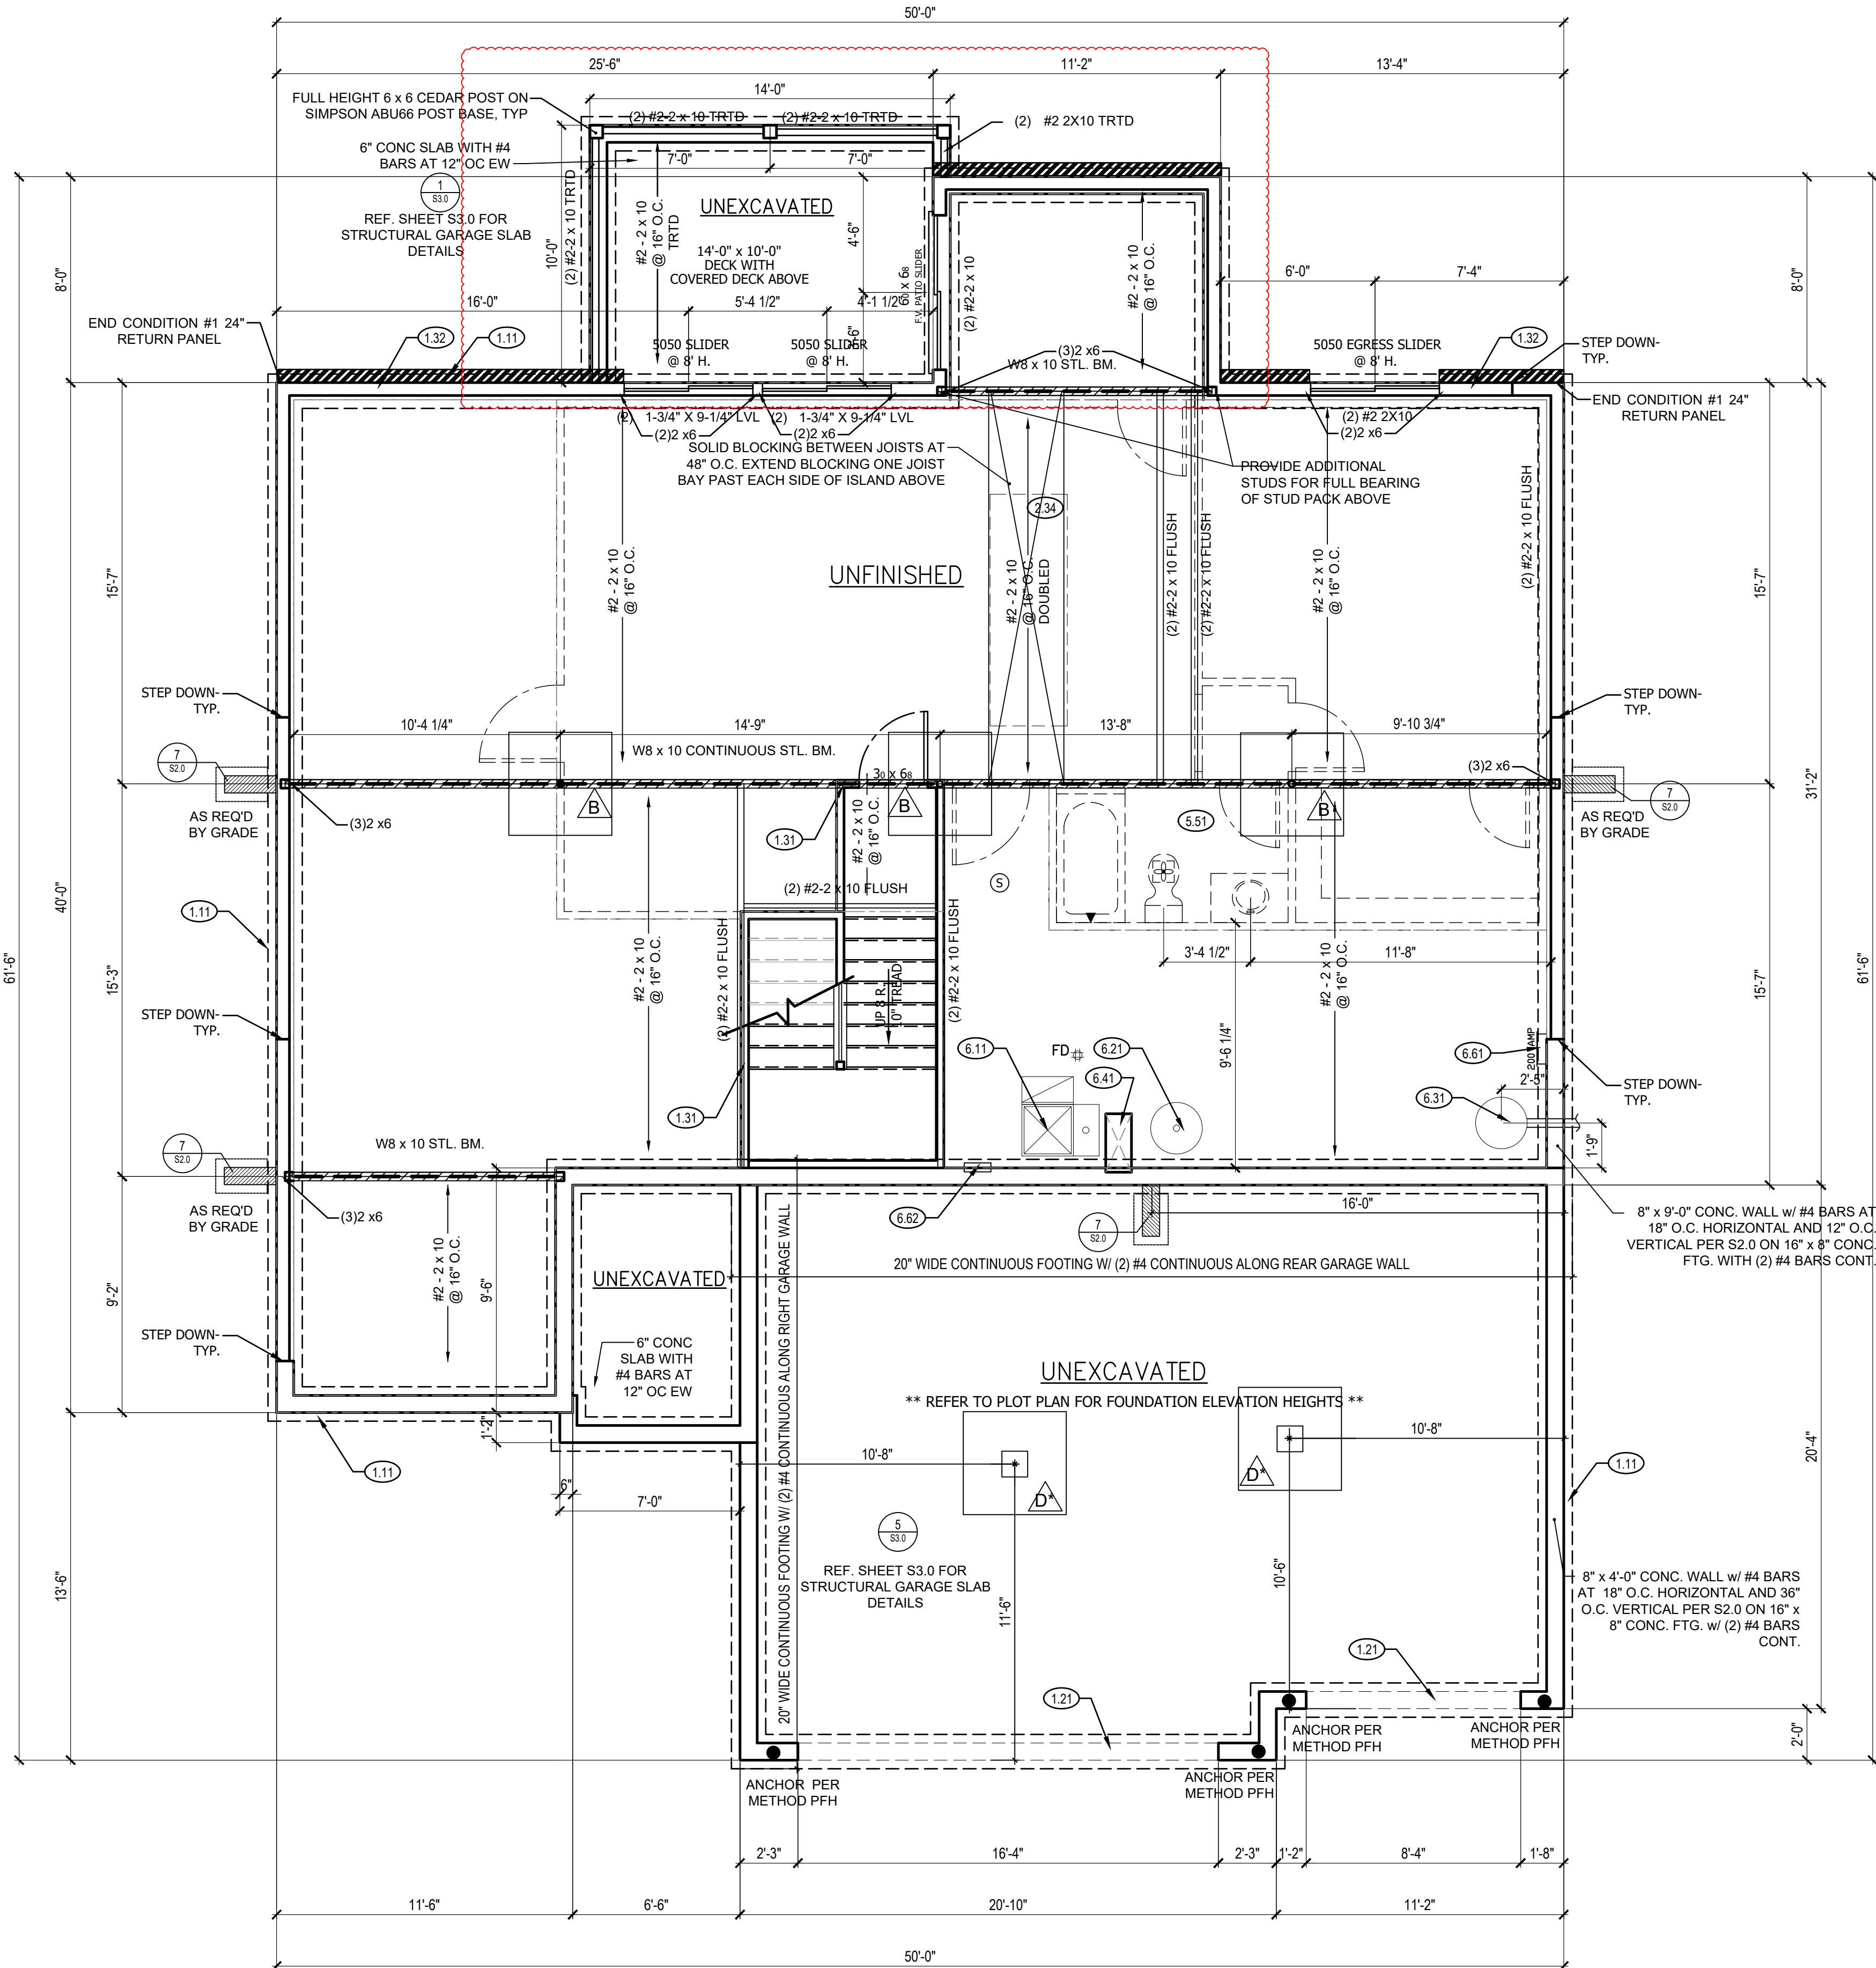 50'-0"
25'-6"
11'-2"
13'-4"
14'-0"
FULL HEIGHT 6 x 6 CEDAR POST ON
SIMPSON ABU66 POST BASE, TYP
(2) #2-2 x 10 TRTD
(2) #2-2 x 10 TRTD
(2) #2 2X10 TRTD
6" CONC SLAB WITH #4
BARS AT 12" OC EW
7'-0"
7'-0"
1
S3.0
REF. SHEET S3.0 FOR
STRUCTURAL GARAGE SLAB
DETAILS
10'-0"
(2) #2-2 x 10 TRTD
#2 - 2 x 10
@ 16" O.C.
TRTD
UNEXCAVATED
14'-0" x 10'-0"
DECK WITH
COVERED DECK ABOVE
4'-6"
F.V. PATIO SLIDER
60 x 68
(2) #2-2 x 10
#2 - 2 x 10
@ 16" O.C.
6'-0"
7'-4"
8'-0"
8'-0"
16'-0"
5'-4 1/2"
4'-1 1/2"
END CONDITION #1 24"
RETURN PANEL
1.32
1.11
5050 SLIDER
@ 8' H.
5050 SLIDER
@ 8' H.
(3)2 x6
W8 x 10 STL. BM.
5050 EGRESS SLIDER
@ 8' H.
1.32
STEP DOWN-
TYP.
END CONDITION #1 24"
RETURN PANEL
(2) 1-3/4" X 9-1/4" LVL
(2) 1-3/4" X 9-1/4" LVL
(2)2 x6
(2)2 x6
(2) #2 2X10
(2)2 x6
SOLID BLOCKING BETWEEN JOISTS AT
48" O.C. EXTEND BLOCKING ONE JOIST
BAY PAST EACH SIDE OF ISLAND ABOVE
PROVIDE ADDITIONAL
STUDS FOR FULL BEARING
OF STUD PACK ABOVE
2.34
15'-7"
#2 - 2 x 10
@ 16" O.C.
UNFINISHED
#2 - 2 x 10
@ 16" O.C.
DOUBLED
(2) #2-2 x 10 FLUSH
(2) #2-2 x 10 FLUSH
#2 - 2 x 10
@ 16" O.C.
(2) #2-2 x 10 FLUSH
15'-7"
31'-2"
STEP DOWN-
TYP.
STEP DOWN-
TYP.
10'-4 1/4"
14'-9"
13'-8"
9'-10 3/4"
W8 x 10 CONTINUOUS STL. BM.
7
S2.0
30 x 68
(3)2 x6
7
S2.0
AS REQ'D
BY GRADE
AS REQ'D
BY GRADE
(3)2 x6
B
B
B
1.31
#2 - 2 x 10
@ 16" O.C.
5.51
S
(2) #2-2 x 10 FLUSH
40'-0"
61'-6"
61'-6"
1.11
15'-3"
#2 - 2 x 10
@ 16" O.C.
(2) #2-2 x 10 FLUSH
UP 8 R.
10" TREAD
(2) #2-2 x 10 FLUSH
3'-4 1/2"
11'-8"
#2 - 2 x 10
@ 16" O.C.
15'-7"
9'-6 1/4"
STEP DOWN-
TYP.
6.11
FD
6.21
6.41
6.61
200 AMP
2'-5"
6.31
STEP DOWN-
TYP.
1'-9"
1.31
W8 x 10 STL. BM.
7
S2.0
AS REQ'D
BY GRADE
(3)2 x6
6.62
16'-0"
7
S2.0
8" x 9'-0" CONC. WALL w/ #4 BARS AT
18" O.C. HORIZONTAL AND 12" O.C.
VERTICAL PER S2.0 ON 16" x 8" CONC.
FTG. WITH (2) #4 BARS CONT.
20" WIDE CONTINUOUS FOOTING W/ (2) #4 CONTINUOUS ALONG REAR GARAGE WALL
9'-2"
#2 - 2 x 10
@ 16" O.C.
9'-6"
UNEXCAVATED
STEP DOWN-
TYP.
6" CONC
SLAB WITH
#4 BARS AT
12" OC EW
20" WIDE CONTINUOUS FOOTING W/ (2) #4 CONTINUOUS ALONG RIGHT GARAGE WALL
UNEXCAVATED
** REFER TO PLOT PLAN FOR FOUNDATION ELEVATION HEIGHTS **
1'-2"
1.11
10'-8"
10'-8"
D*
D*
1.11
20'-4"
6"
7'-0"
5
S3.0
REF. SHEET S3.0 FOR
STRUCTURAL GARAGE SLAB
DETAILS
13'-6"
11'-6"
10'-6"
8" x 4'-0" CONC. WALL w/ #4 BARS
AT 18" O.C. HORIZONTAL AND 36"
O.C. VERTICAL PER S2.0 ON 16" x
8" CONC. FTG. w/ (2) #4 BARS
CONT.
1.21
1.21
2'-0"
ANCHOR PER
METHOD PFH
ANCHOR PER
METHOD PFH
ANCHOR PER
METHOD PFH
ANCHOR PER
METHOD PFH
2'-3"
16'-4"
2'-3"
1'-2"
8'-4"
1'-8"
11'-6"
6'-6"
20'-10"
11'-2"
50'-0"